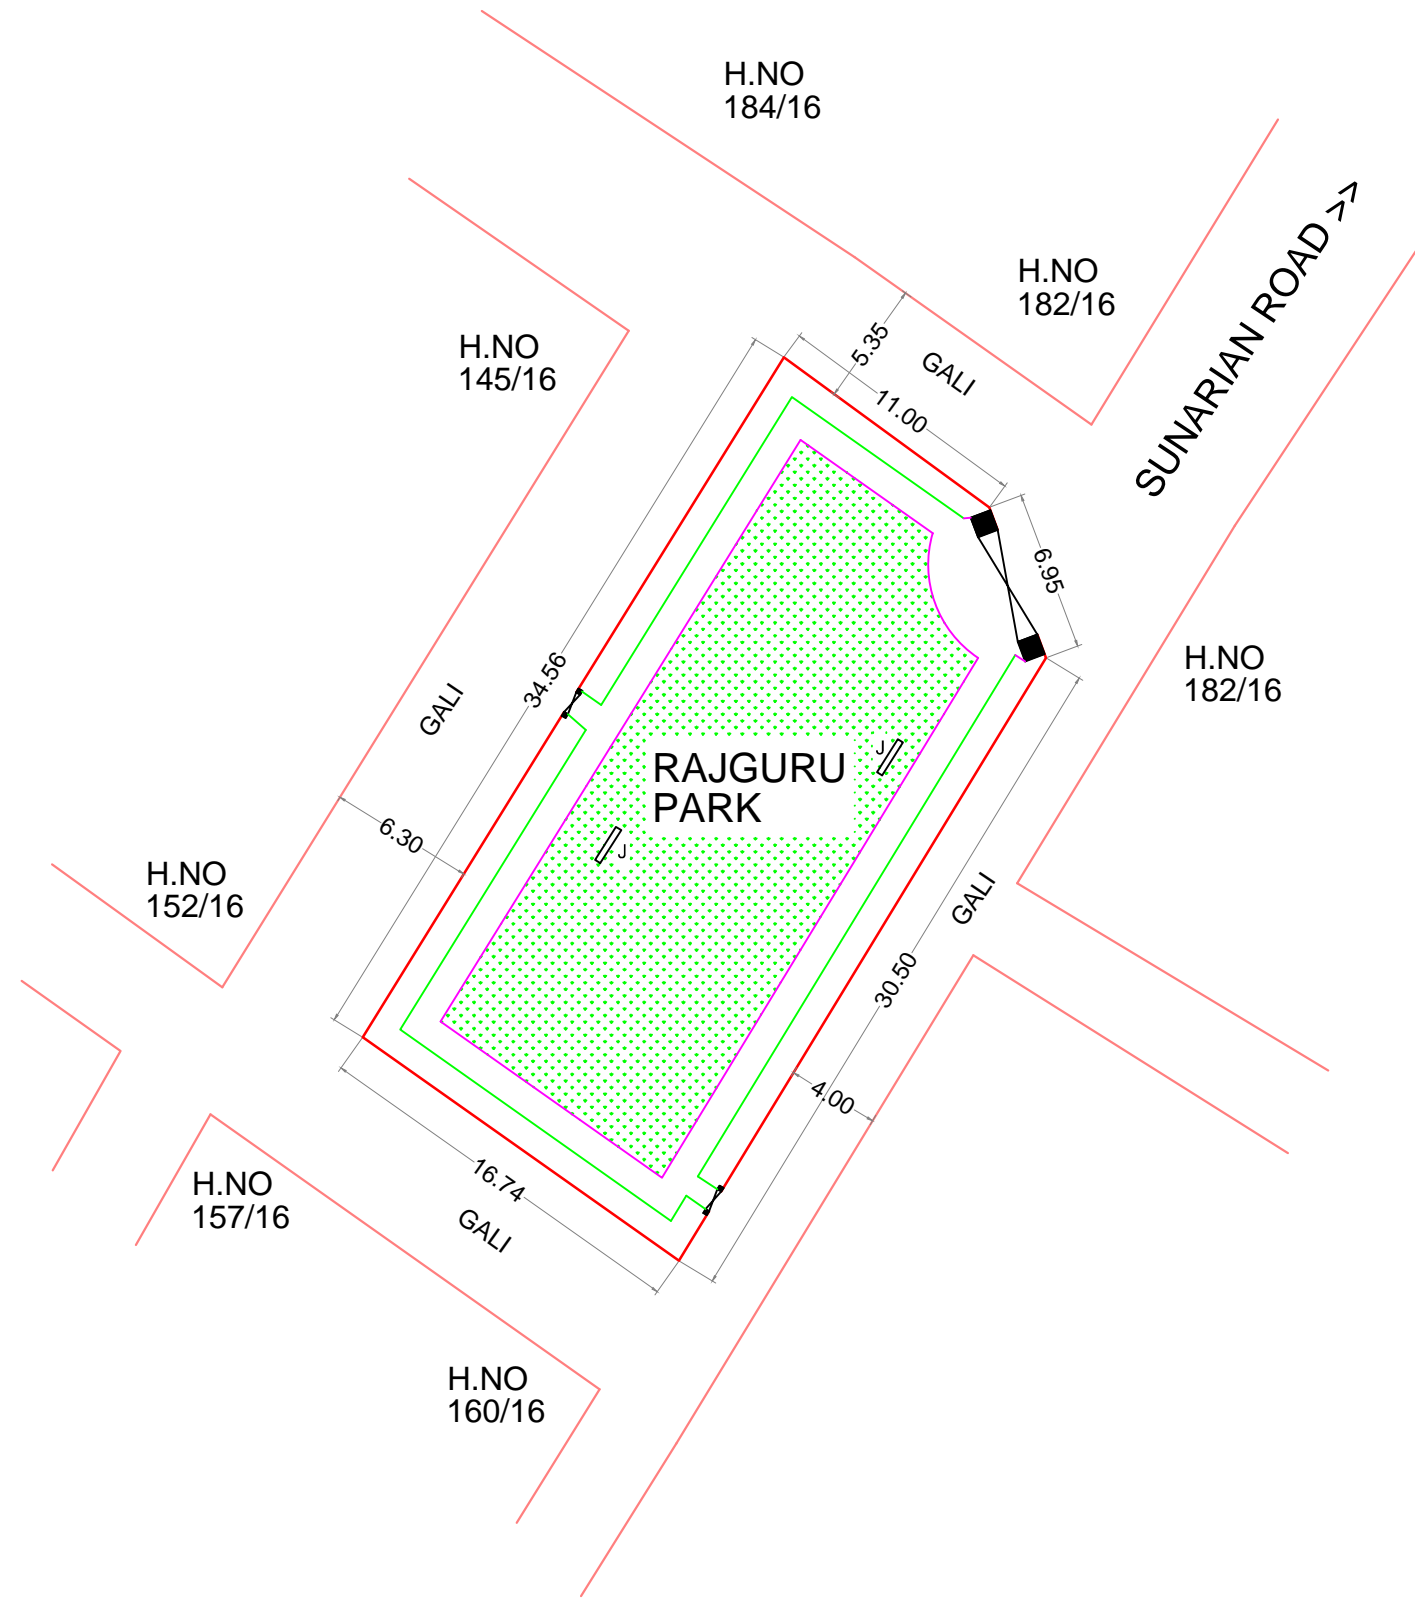 H.NO
184/16
H.NO
182/16
SUNARIAN ROAD >>
H.NO
145/16
5.35
GALI
11.00
6.95
34.56
GALI
H.NO
182/16
RAJGURU
PARK
J
J
6.30
H.NO
152/16
GALI
30.50
4.00
16.74
GALI
H.NO
157/16
H.NO
160/16